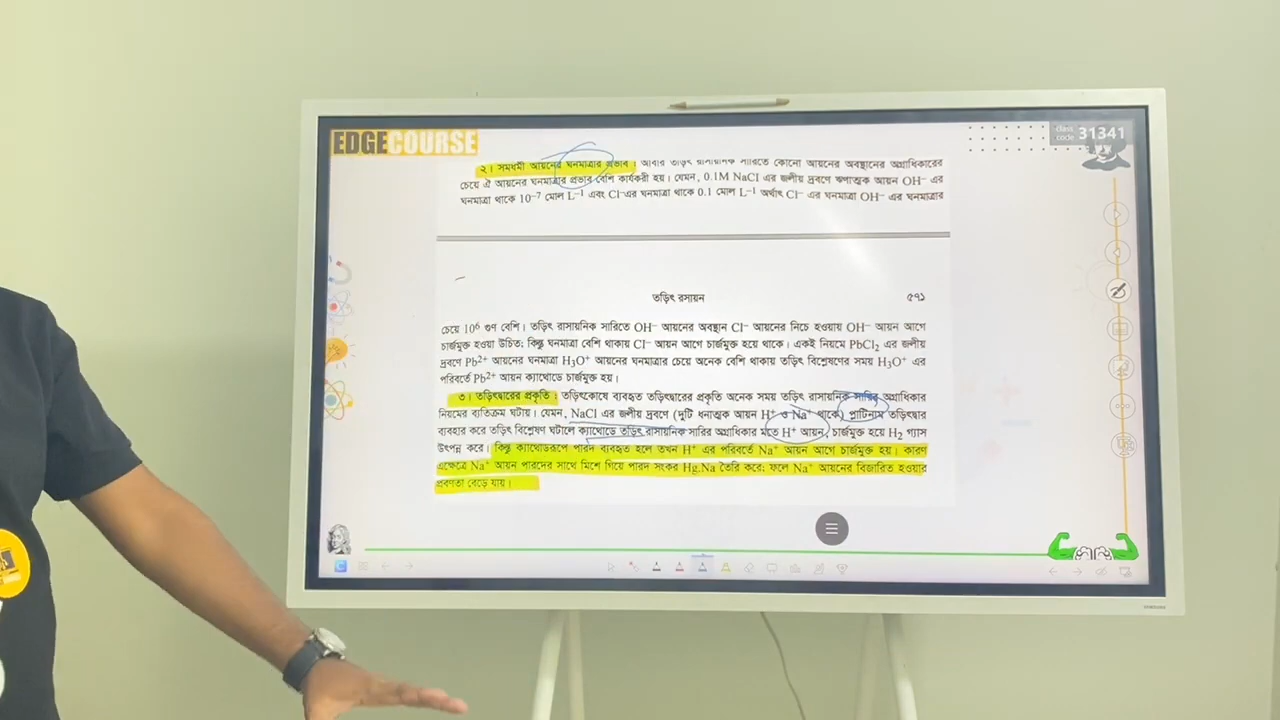 EDGECOURSE
class code 31341
২। সমধর্মী আয়নের ঘনমাত্রার প্রভাব : আবার তড়িৎ রাসায়নিক সারিতে কোনো আয়নের অবস্থানের অগ্রাধিকারের
চেয়ে ঐ আয়নের ঘনমাত্রার প্রভাব বেশি কার্যকরী হয়। যেমন, 0.1M NaCl এর জলীয় দ্রবণে ঋণাত্মক আয়ন OH⁻ এর
ঘনমাত্রা থাকে 10⁻⁷ মোল L⁻¹ এবং Cl⁻এর ঘনমাত্রা থাকে 0.1 মোল L⁻¹ অর্থাৎ Cl⁻ এর ঘনমাত্রা OH⁻ এর ঘনমাত্রার
তড়িৎ রসায়ন ৫৭১
চেয়ে 10⁶ গুণ বেশি। তড়িৎ রাসায়নিক সারিতে OH⁻ আয়নের অবস্থান Cl⁻ আয়নের নিচে হওয়ায় OH⁻ আয়ন আগে
চার্জমুক্ত হওয়া উচিত; কিন্তু ঘনমাত্রা বেশি থাকায় Cl⁻ আয়ন আগে চার্জমুক্ত হয়ে থাকে। একই নিয়মে PbCl₂ এর জলীয়
দ্রবণে Pb²⁺ আয়নের ঘনমাত্রা H₃O⁺ আয়নের ঘনমাত্রার চেয়ে অনেক বেশি থাকায় তড়িৎ বিশ্লেষণের সময় H₃O⁺ এর
পরিবর্তে Pb²⁺ আয়ন ক্যাথোডে চার্জমুক্ত হয়।
৩। তড়িৎদ্বারের প্রকৃতি : তড়িৎকোষে ব্যবহৃত তড়িৎদ্বারের প্রকৃতি অনেক সময় তড়িৎ রাসায়নিক সারির অগ্রাধিকার
নিয়মের ব্যতিক্রম ঘটায়। যেমন, NaCl এর জলীয় দ্রবণে (দুটি ধনাত্মক আয়ন H⁺ ও Na⁺ থাকে) প্লাটিনাম তড়িৎদ্বার
ব্যবহার করে তড়িৎ বিশ্লেষণ ঘটালে ক্যাথোডে তড়িৎ রাসায়নিক সারির অগ্রাধিকার মতে H⁺ আয়ন, চার্জমুক্ত হয়ে H₂ গ্যাস
উৎপন্ন করে। কিন্তু ক্যাথোডরূপে পারদ ব্যবহৃত হলে তখন H⁺ এর পরিবর্তে Na⁺ আয়ন আগে চার্জমুক্ত হয়। কারণ
এক্ষেত্রে Na⁺ আয়ন পারদের সাথে মিশে গিয়ে পারদ সংকর Hg.Na তৈরি করে; ফলে Na⁺ আয়নের বিজারিত হওয়ার
প্রবণতা বেড়ে যায়।
SAMSUNG